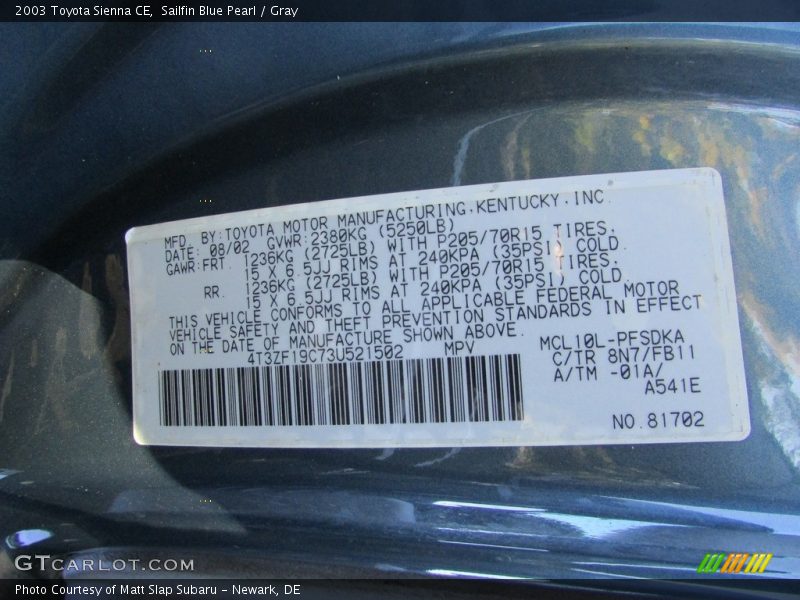 2003 Toyota Sienna CE, Sailfin Blue Pearl / Gray
MFD. BY:TOYOTA MOTOR MANUFACTURING,KENTUCKY,INC.
DATE: 08/02 GVWR:2380KG (5250LB)
GAWR:FRT. 1236KG (2725LB) WITH P205/70R15 TIRES,
15 X 6.5JJ RIMS AT 240KPA (35PSI) COLD.
RR. 1236KG (2725LB) WITH P205/70R15 TIRES,
15 X 6.5JJ RIMS AT 240KPA (35PSI) COLD.
THIS VEHICLE CONFORMS TO ALL APPLICABLE FEDERAL MOTOR
VEHICLE SAFETY AND THEFT PREVENTION STANDARDS IN EFFECT
ON THE DATE OF MANUFACTURE SHOWN ABOVE.
4T3ZF19C73U521502 MPV
MCL10L-PFSDKA
C/TR 8N7/FB11
A/TM -01A/
A541E
NO.81702
GTCARLOT.COM
Photo Courtesy of Matt Slap Subaru - Newark, DE